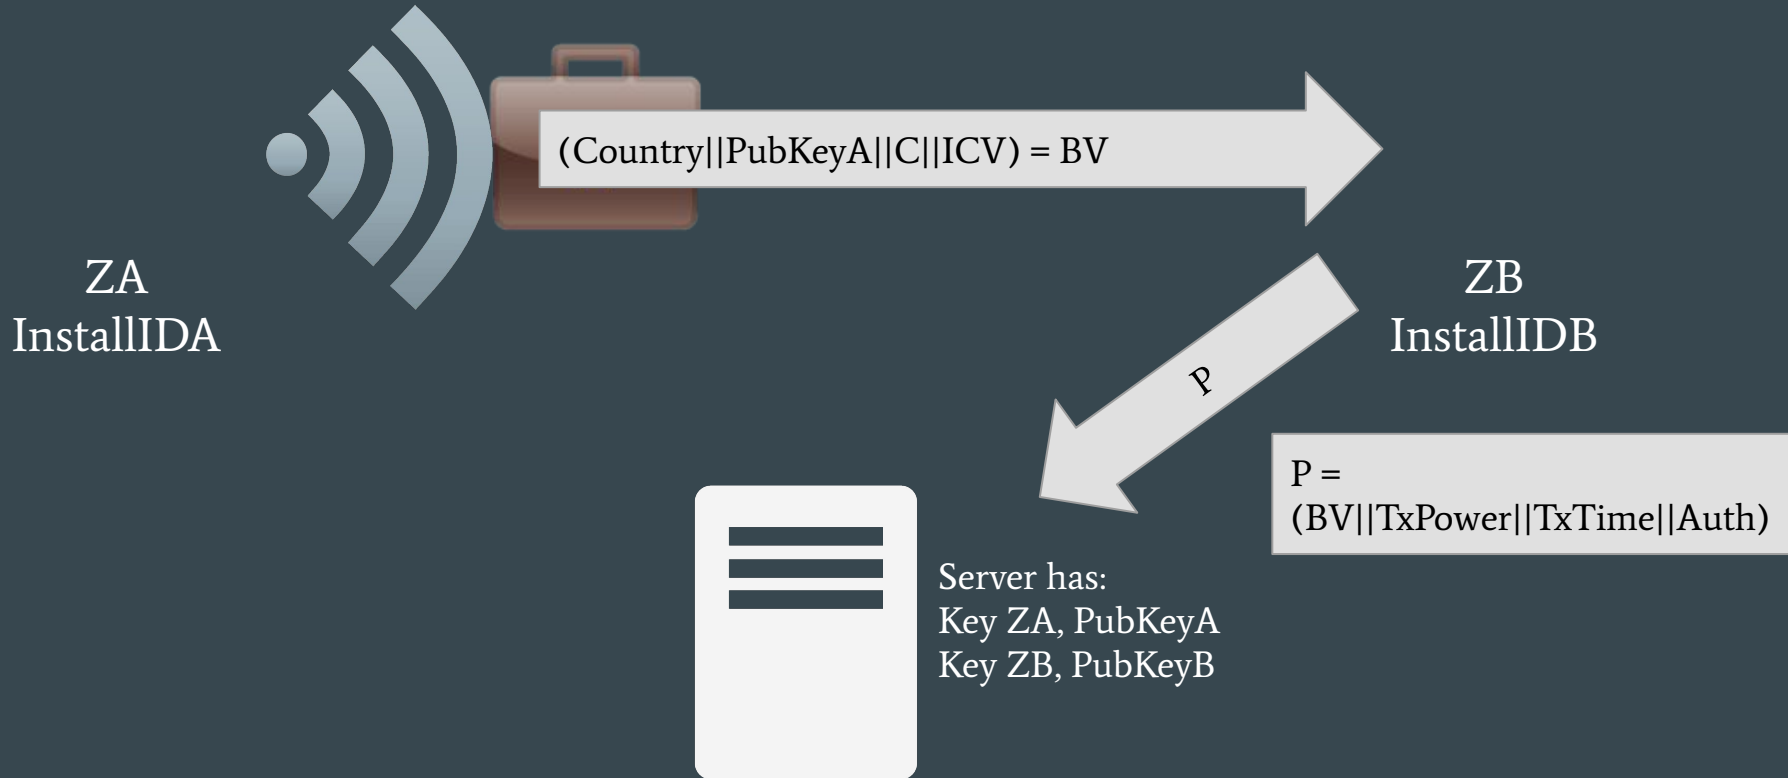 (Country||PubKeyA||C||ICV) = BV
ZA
InstallIDA
ZB
InstallIDB
P
P =
(BV||TxPower||TxTime||Auth)
Server has:
Key ZA, PubKeyA
Key ZB, PubKeyB